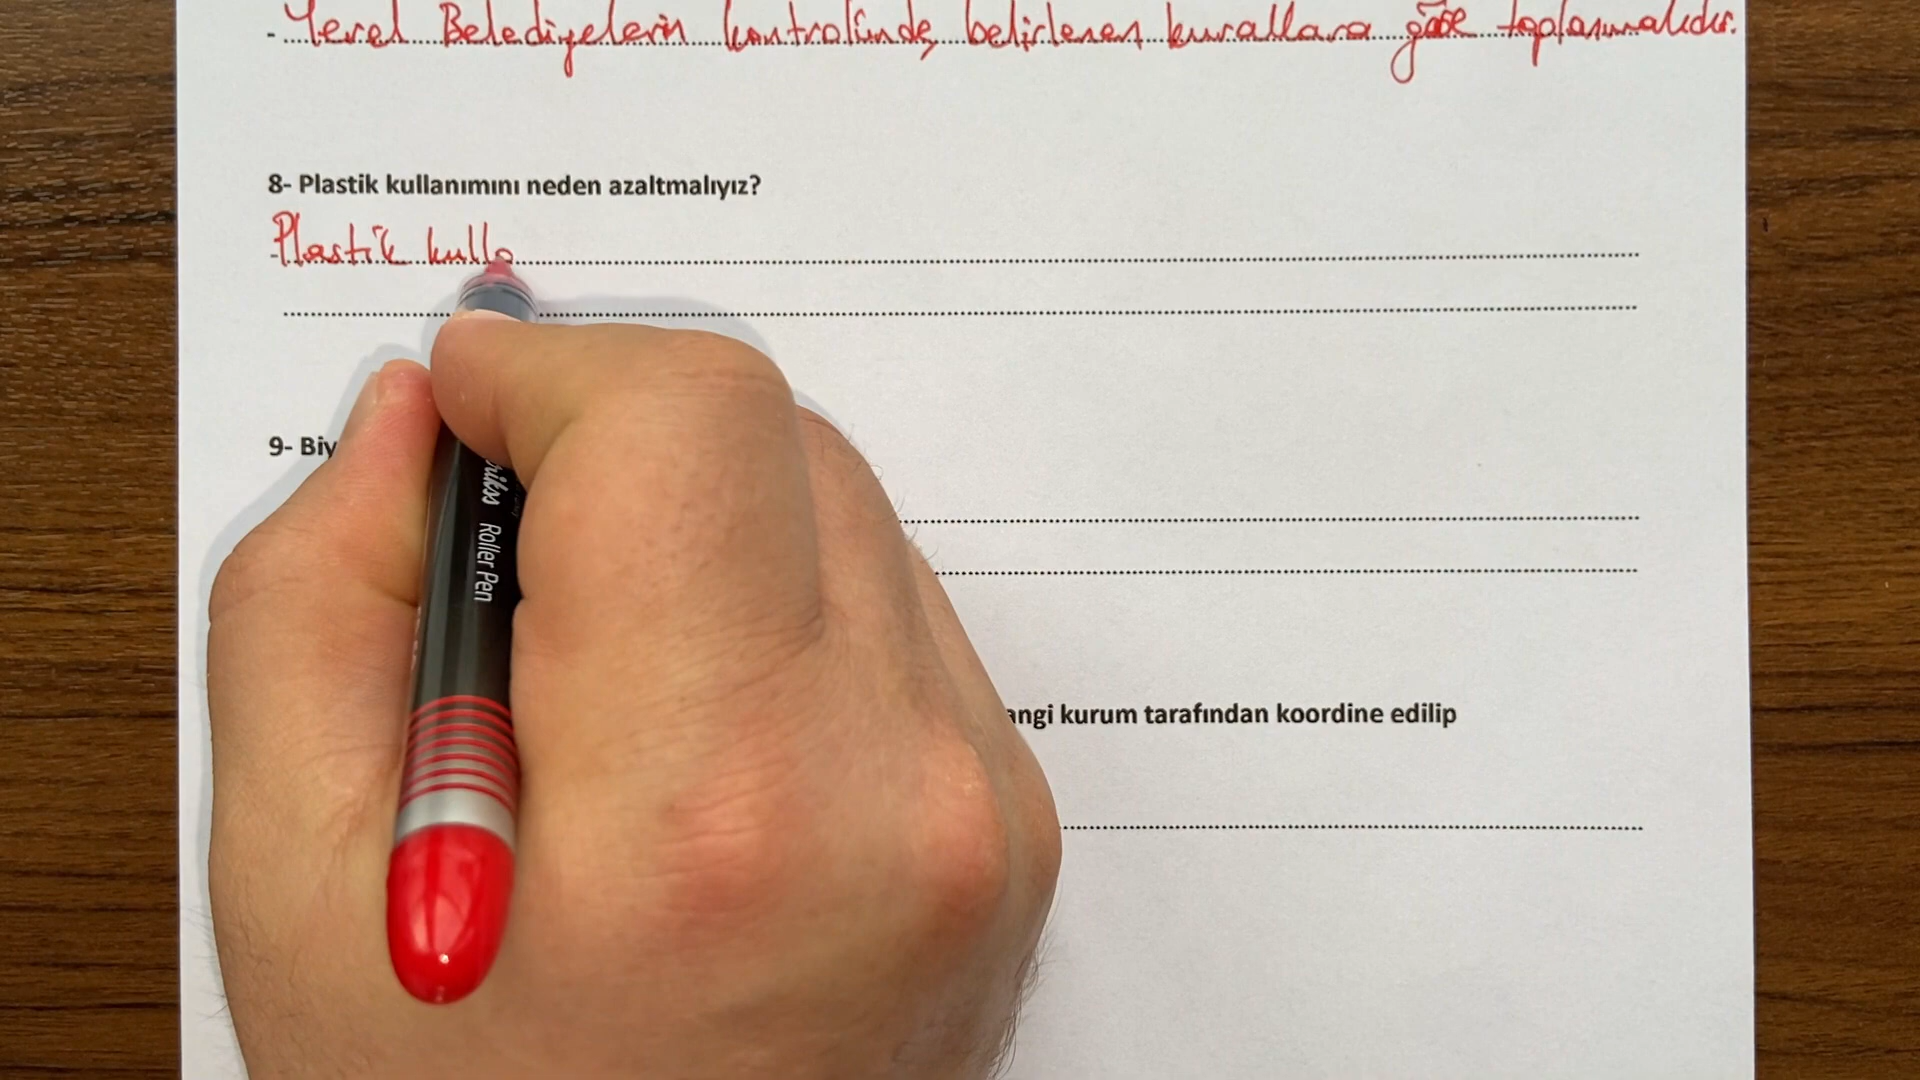 - Yerel Belediyelerin kontrolünde, belirlenen kurallara göre toplanmalıdır.
8- Plastik kullanımını neden azaltmalıyız?
- Plastik kulla
9- Biy
Roller Pen
angi kurum tarafından koordine edilip